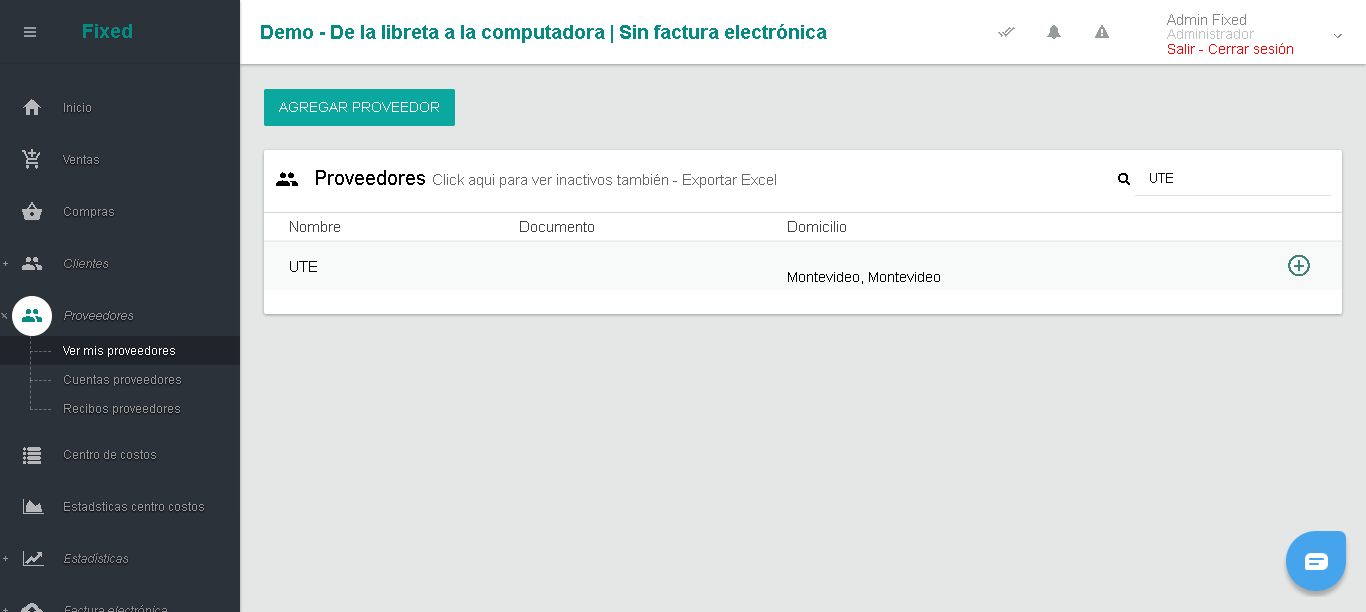 Fixed
Demo - De la libreta a la computadora | Sin factura electrónica
Admin Fixed
Administrador
Salir - Cerrar sesión
Inicio
Ventas
Compras
+ Clientes
x Proveedores
Ver mis proveedores
Cuentas proveedores
Recibos proveedores
Centro de costos
Estadsticas centro costos
+ Estadísticas
+ Factura electrónica
AGREGAR PROVEEDOR
Proveedores Click aqui para ver inactivos también - Exportar Excel
UTE
Nombre Documento Domicilio
UTE
Montevideo, Montevideo